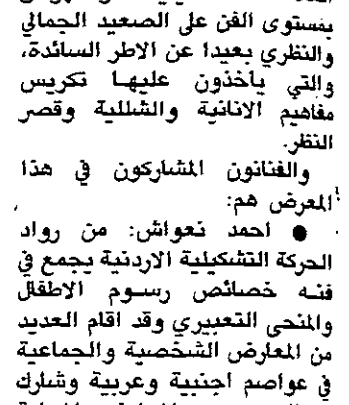 بمستوى الفن على الصعيد الجمالي
والنظري بعيدا عن الاطر السائدة،
والتي يأخذون عليها تكريس
مفاهيم الانانية والشللية وقصر
النظر.
والفنانون المشاركون في هذا
المعرض هم:
● احمد نعواش: من رواد
الحركة التشكيلية الاردنية يجمع في
فنه خصائص رسوم الاطفال
والمنحى التعبيري وقد اقام العديد
من المعارض الشخصية والجماعية
في عواصم اجنبية وعربية وشارك